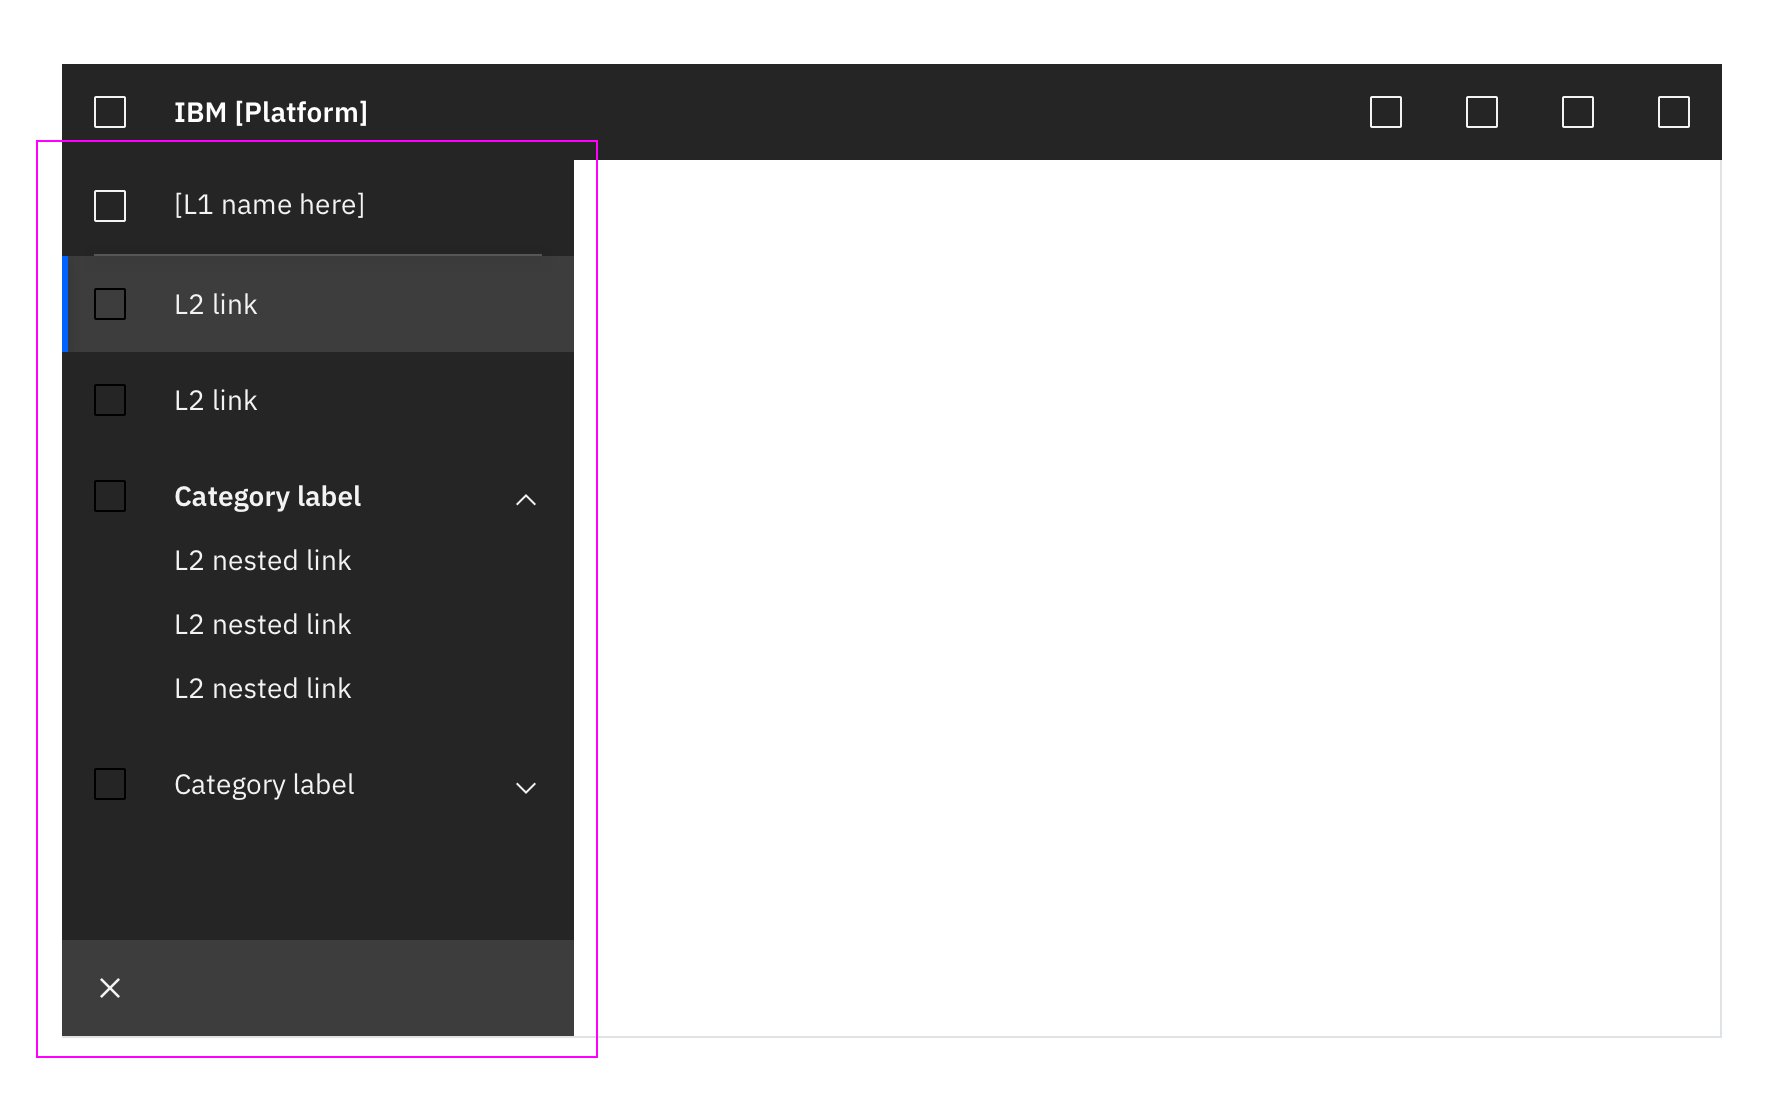 IBM [Platform]
[L1 name here]
L2 link
L2 link
Category label
L2 nested link
L2 nested link
L2 nested link
Category label